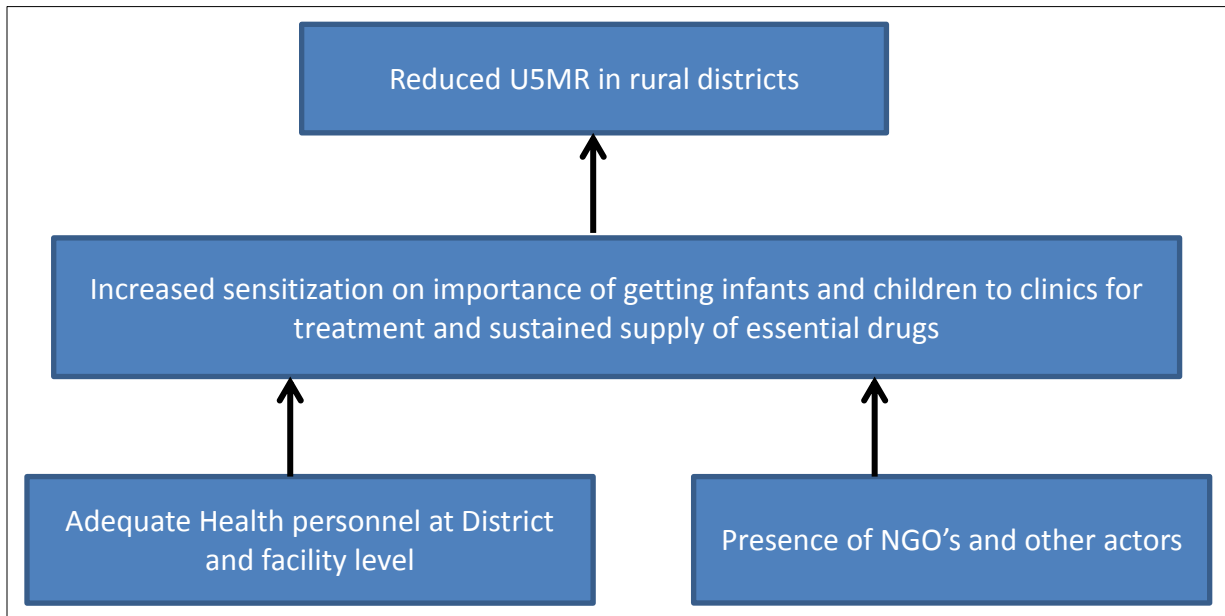 Reduced U5MR in rural districts
Increased sensitization on importance of getting infants and children to clinics for
treatment and sustained supply of essential drugs
Adequate Health personnel at District
and facility level
Presence of NGO’s and other actors